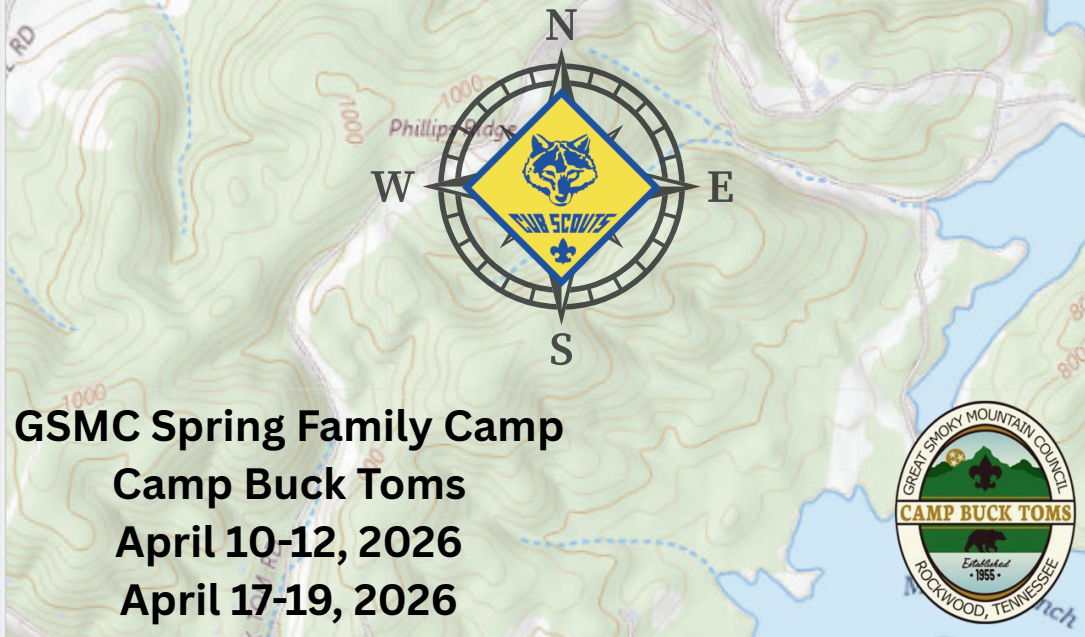 L RD
N
1000
1000
Phillips Ridge
W
E
CUB SCOUTS
S
1000
800
GSMC Spring Family Camp
Camp Buck Toms
April 10-12, 2026
April 17-19, 2026
GREAT SMOKY MOUNTAIN COUNCIL
CAMP BUCK TOMS
Established
• 1955 •
ROCKWOOD, TENNESSEE